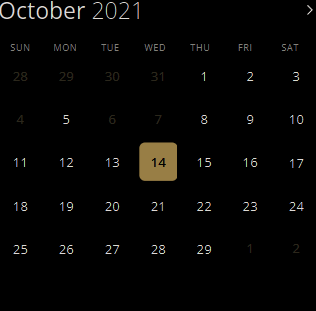 October 2021
SUN MON TUE WED THU FRI SAT
28 29 30 31 1 2 3
4 5 6 7 8 9 10
11 12 13 14 15 16 17
18 19 20 21 22 23 24
25 26 27 28 29 1 2